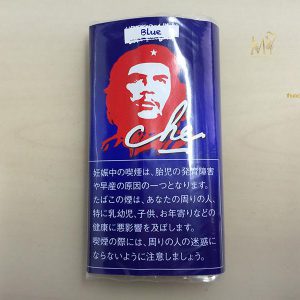 Blue
che
妊娠中の喫煙は、胎児の発育障害
や早産の原因の一つとなります。
たばこの煙は、あなたの周りの人、
特に乳幼児、子供、お年寄りなどの
健康に悪影響を及ぼします。
喫煙の際には、周りの人の迷惑に
ならないように注意しましょう。